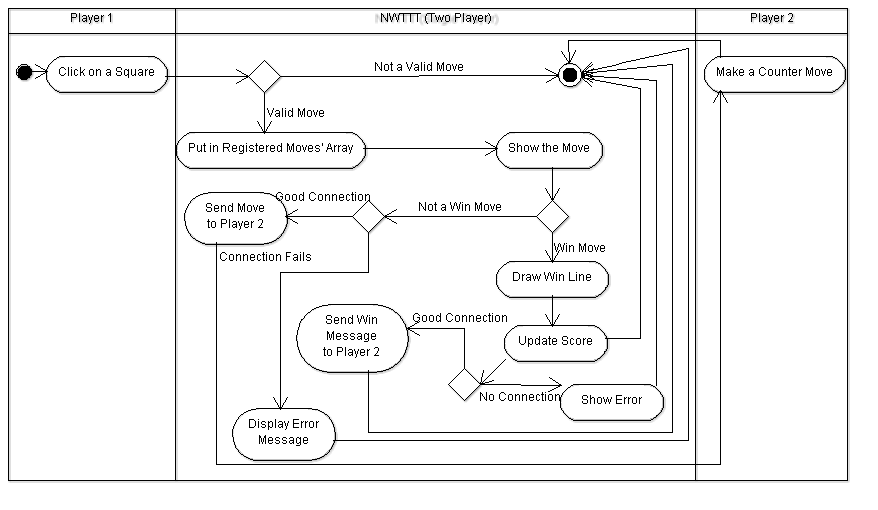 Player 1
NWTTT (Two Player)
Player 2
Click on a Square
Not a Valid Move
Make a Counter Move
Valid Move
Put in Registered Moves' Array
Show the Move
Good Connection
Send Move
to Player 2
Not a Win Move
Win Move
Connection Fails
Draw Win Line
Send Win
Message
to Player 2
Good Connection
Update Score
No Connection
Show Error
Display Error
Message